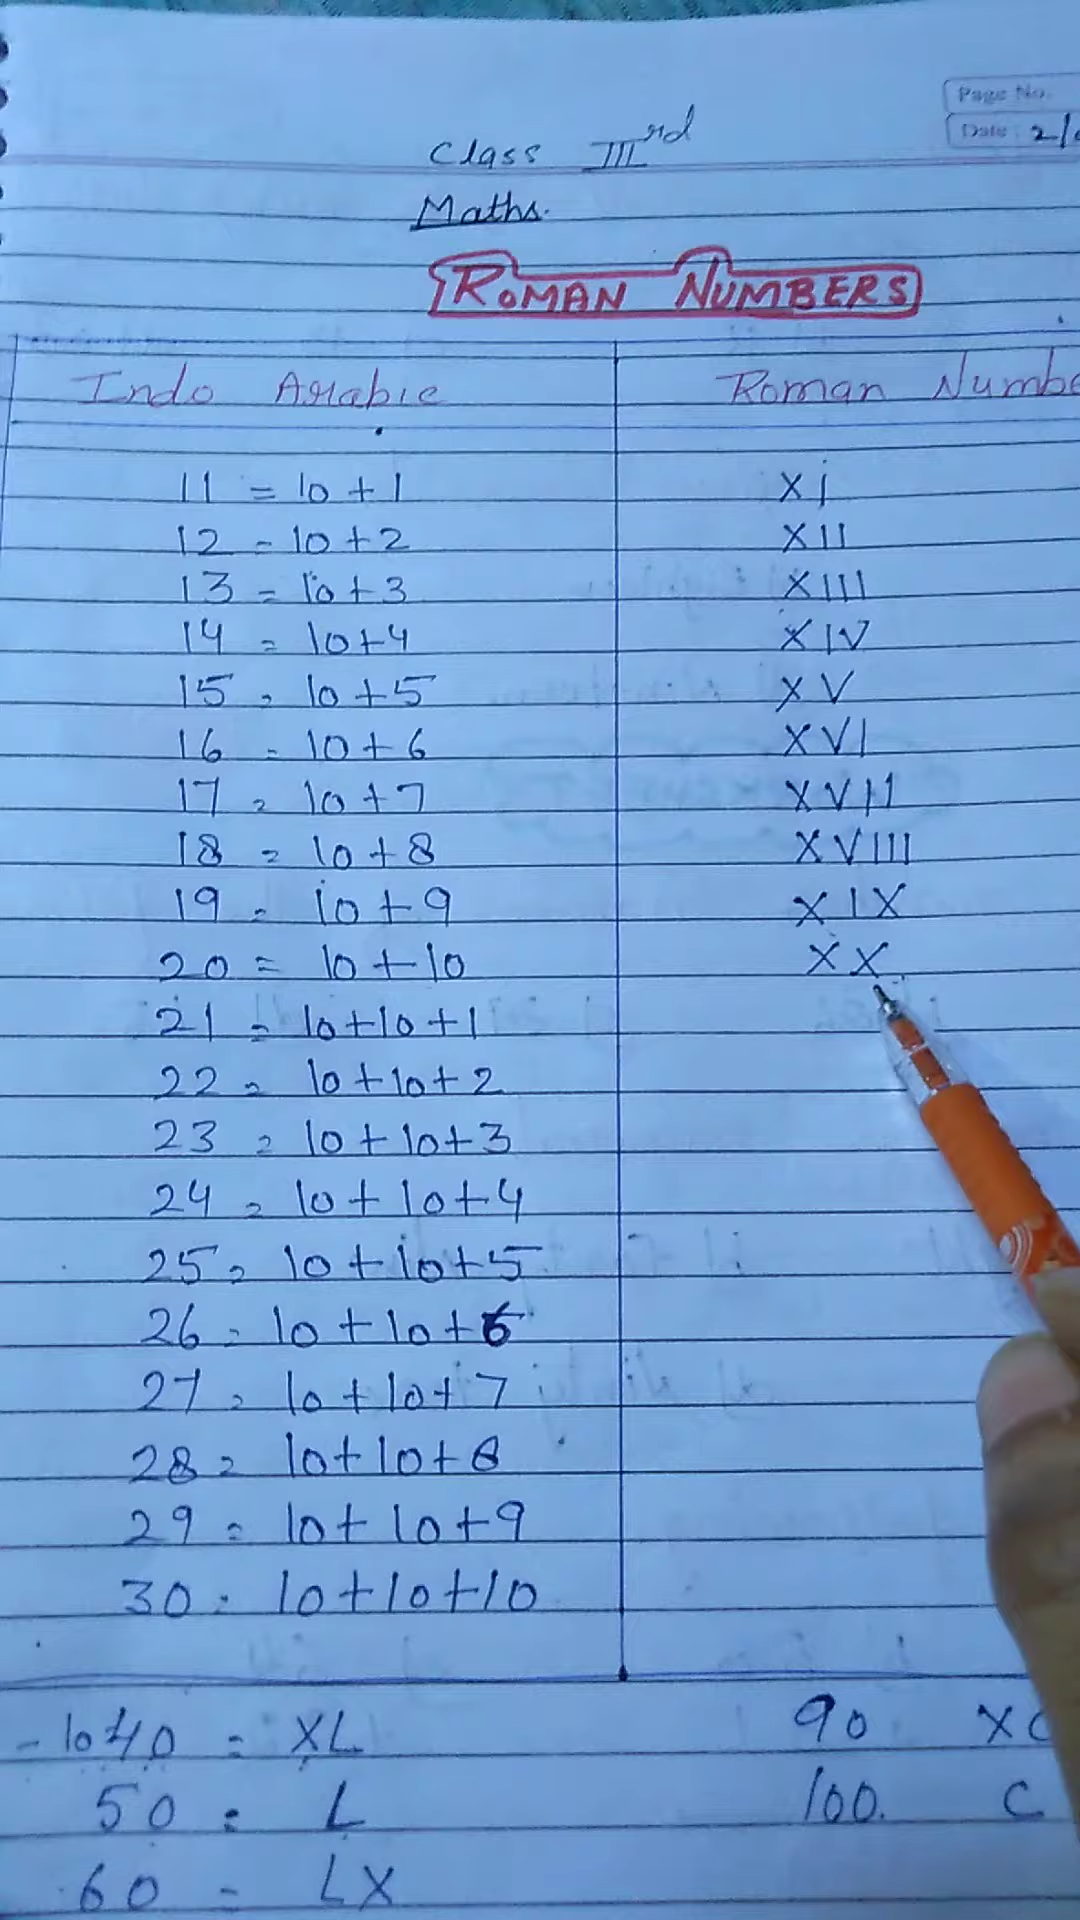 Page No.
Date: 2/
Class IIIrd
Maths.
ROMAN NUMBERS
Indo Arabic Roman Numbe
11 = 10 + 1 Xi
12 = 10 + 2 XII
13 = 10 + 3 XIII
14 = 10+4 XIV
15 = 10+5 XV
16 = 10+6 XVI
17 = 10+7 XVII
18 = 10+8 XVIII
19 = 10+9 XIX
20 = 10+10 XX
21 = 10+10+1
22 = 10+10+2
23 = 10+10+3
24 = 10+10+4
25 = 10+10+5
26 = 10+10+6
27 = 10+10+7
28 = 10+10+8
29 = 10+10+9
30 = 10+10+10
-10 40 = XL 90 XC
50 = L 100. C
60 = LX